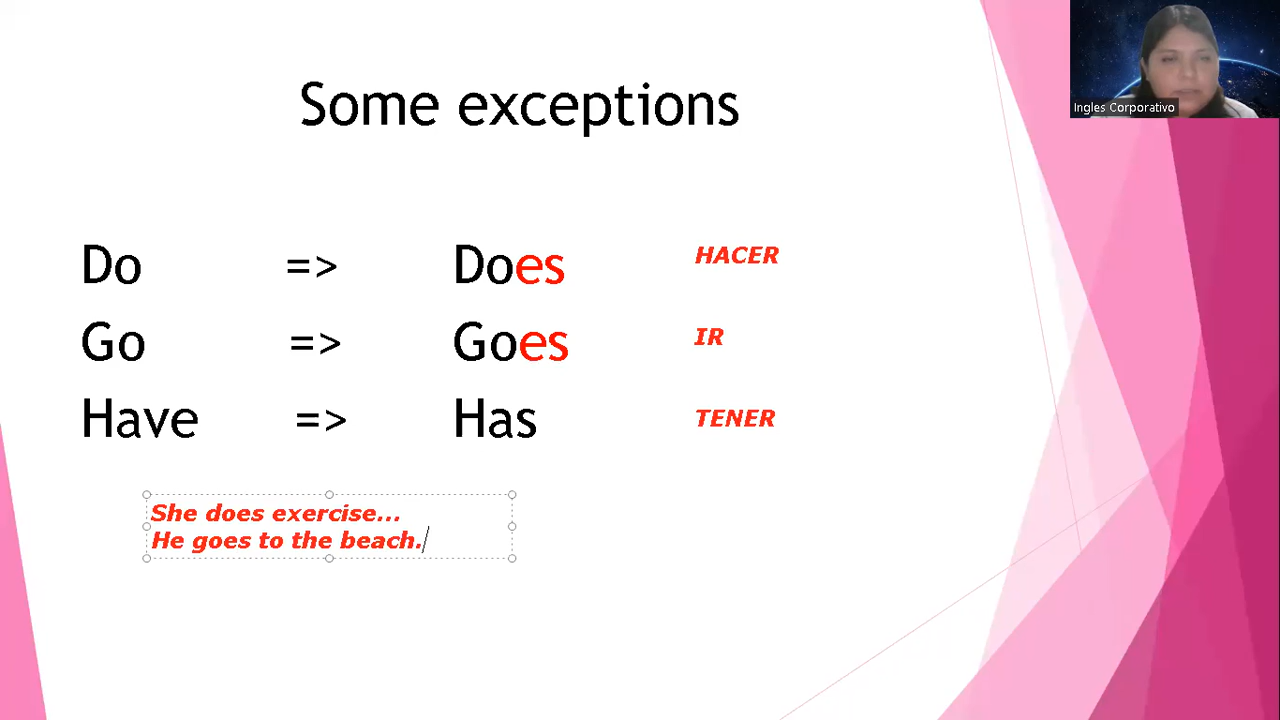 Ingles Corporativo
Some exceptions
Do => Does HACER
Go => Goes IR
Have => Has TENER
She does exercise...
He goes to the beach.